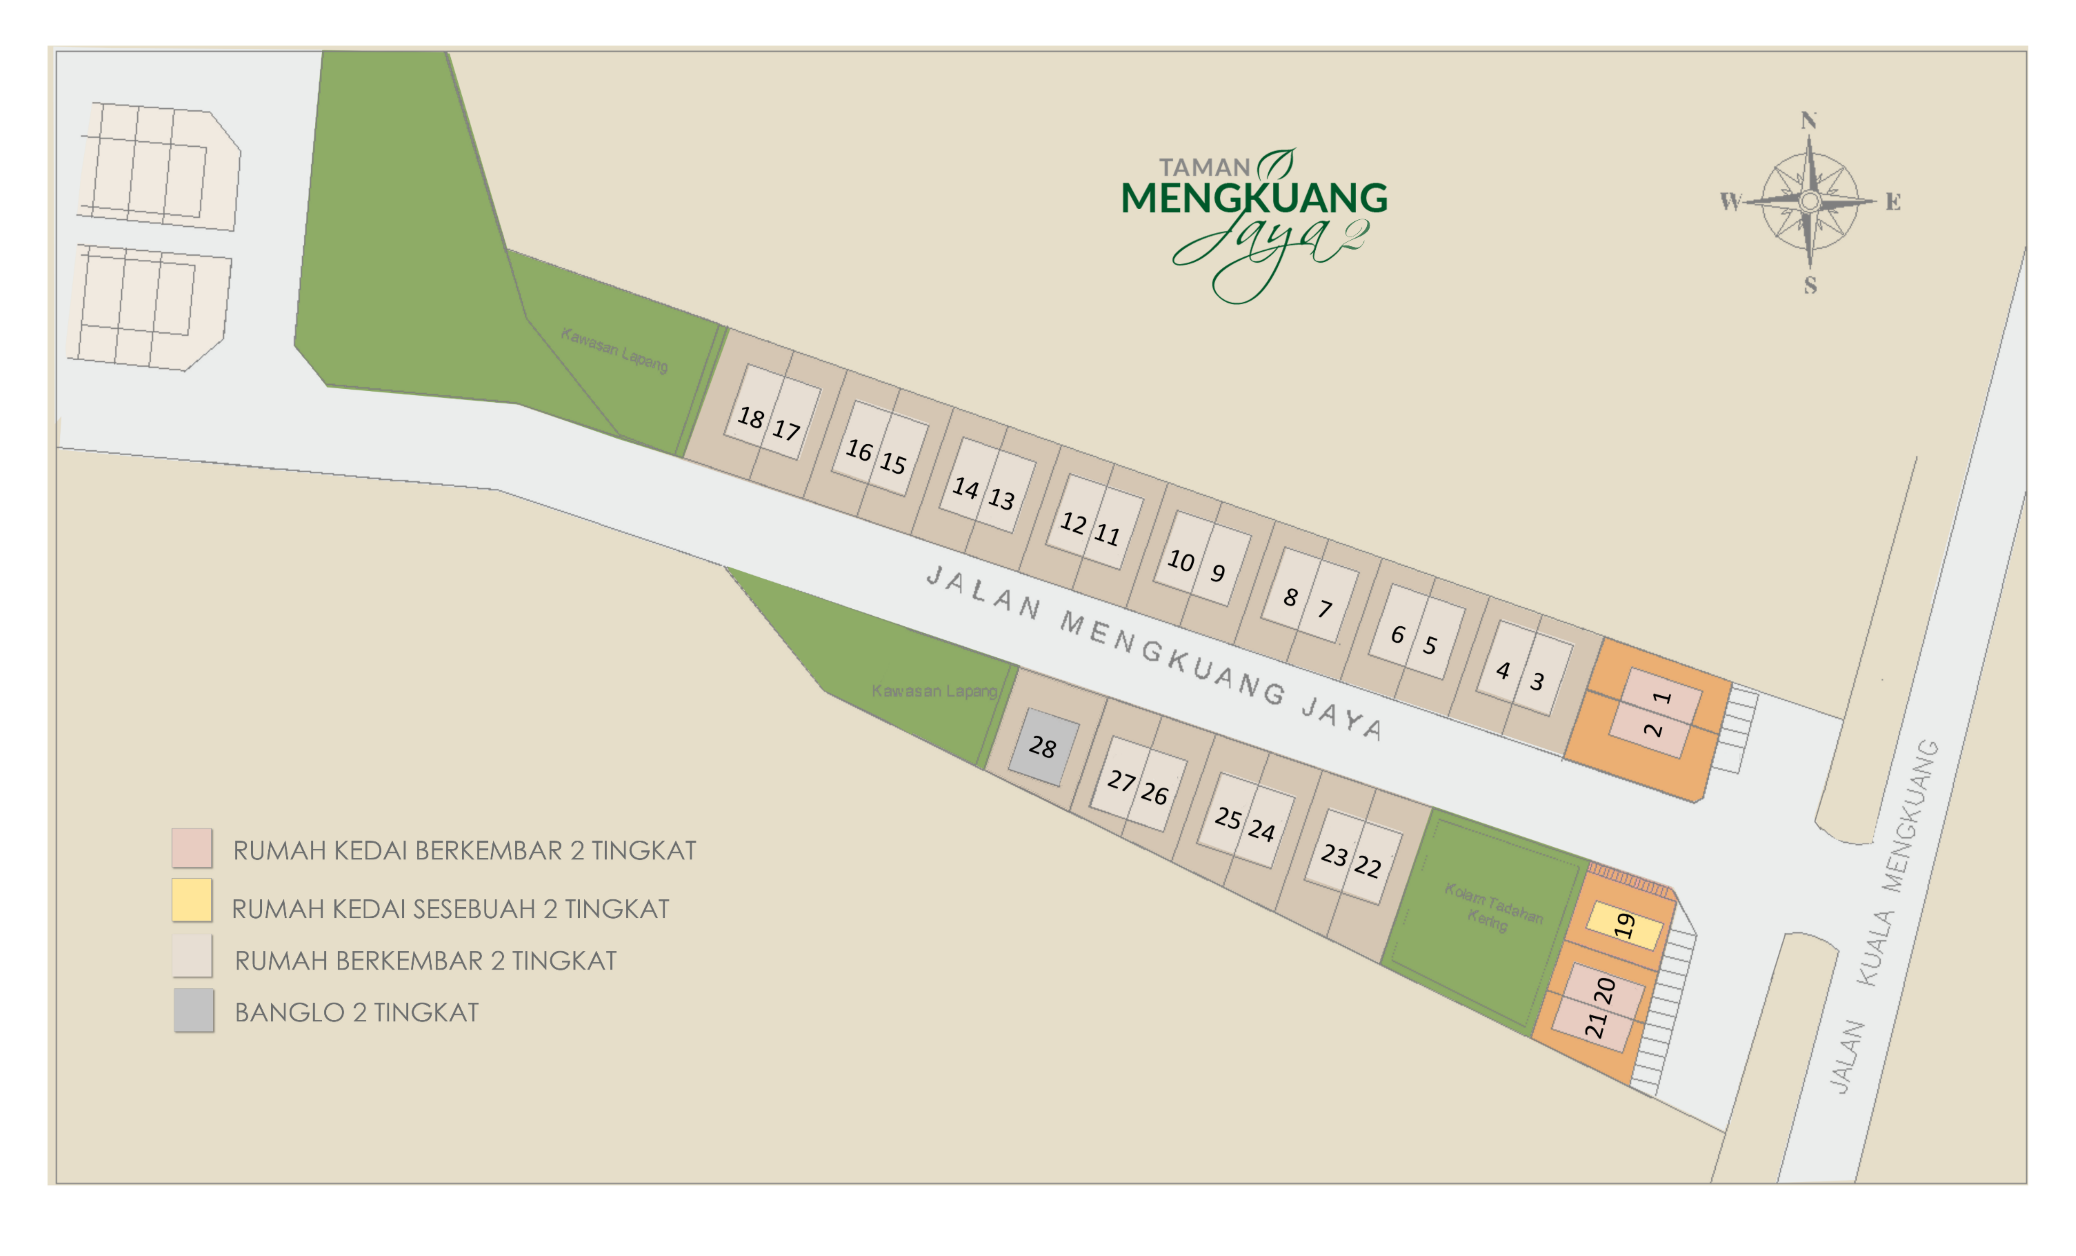 N
W E
S
TAMAN
MENGKUANG
Jaya 2
Kawasan Lapang
18 17
16 15
14 13
12 11
10 9
8 7
6 5
4 3
1
2
JALAN MENGKUANG JAYA
Kawasan Lapang
28
27 26
25 24
23 22
Kolam Tadahan
Kering
19
20
21
JALAN KUALA MENGKUANG
RUMAH KEDAI BERKEMBAR 2 TINGKAT
RUMAH KEDAI SESEBUAH 2 TINGKAT
RUMAH BERKEMBAR 2 TINGKAT
BANGLO 2 TINGKAT